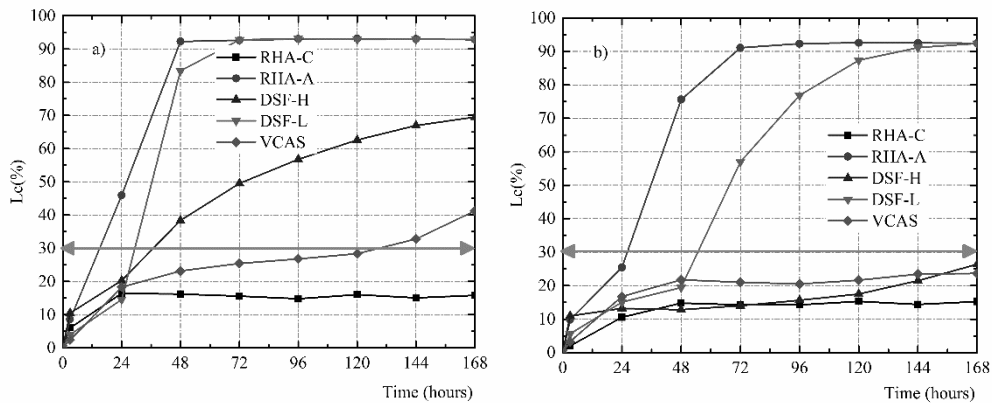 100
90
80
70
60
50
40
30
20
10
0
Lc(%)
a)
RHA-C
RHA-A
DSF-H
DSF-L
VCAS
0 24 48 72 96 120 144 168
Time (hours)
100
90
80
70
60
50
40
30
20
10
0
Lc(%)
b)
RHA-C
RHA-A
DSF-H
DSF-L
VCAS
0 24 48 72 96 120 144 168
Time (hours)